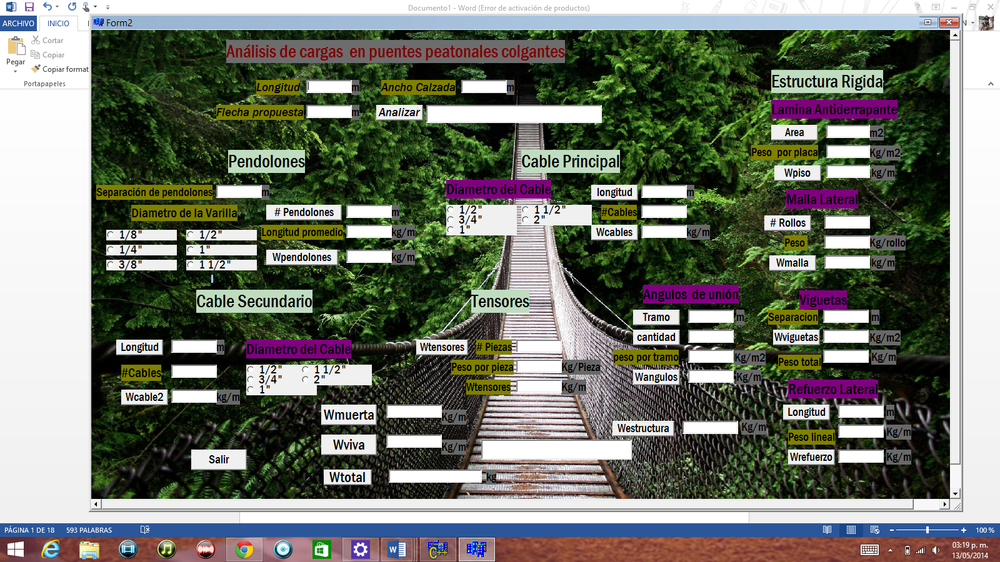 Documento1 - Word (Error de activación de productos)
ARCHIVO
INICIO
Cortar
Copiar
Copiar format
Pegar
Portapapeles
Form2
Análisis de cargas en puentes peatonales colgantes
Longitud m
Ancho Calzada m
Flecha propuesta m
Analizar
Pendolones
Separación de pendolones m
Diametro de la Varilla
1/8"
1/2"
1/4"
1"
3/8"
1 1/2"
# Pendolones m
Longitud promedio kg/m
Wpendolones kg/m
Cable Principal
Diametro del Cable
1/2"
1 1/2"
3/4"
2"
1"
longitud m
#Cables
Wcables kg/m
Estructura Rigida
Lamina Antiderrapante
Area m2
Peso por placa Kg/m2
Wpiso kg/m
Malla Lateral
# Rollos
Peso Kg/rollo
Wmalla kg/m
Cable Secundario
Longitud m
#Cables
Wcable2 kg/m
Diametro del Cable
1/2"
1 1/2"
3/4"
2"
1"
Tensores
Wtensores
# Piezas
Peso por pieza Kg/Pieza
Wtensores Kg/m
Angulos de unión
Tramo m
cantidad
peso por tramo Kg/m2
Wangulos Kg/m
Viguetas
Separacion m
Wviguetas Kg/m2
Peso total Kg/m
Refuerzo Lateral
Longitud m
Peso lineal Kg/m
Wrefuerzo Kg/m
Westructura Kg/m
Wmuerta Kg/m
Wviva Kg/m
Wtotal kg
Salir
PÁGINA 1 DE 18
593 PALABRAS
100 %
03:19 p. m.
13/05/2014